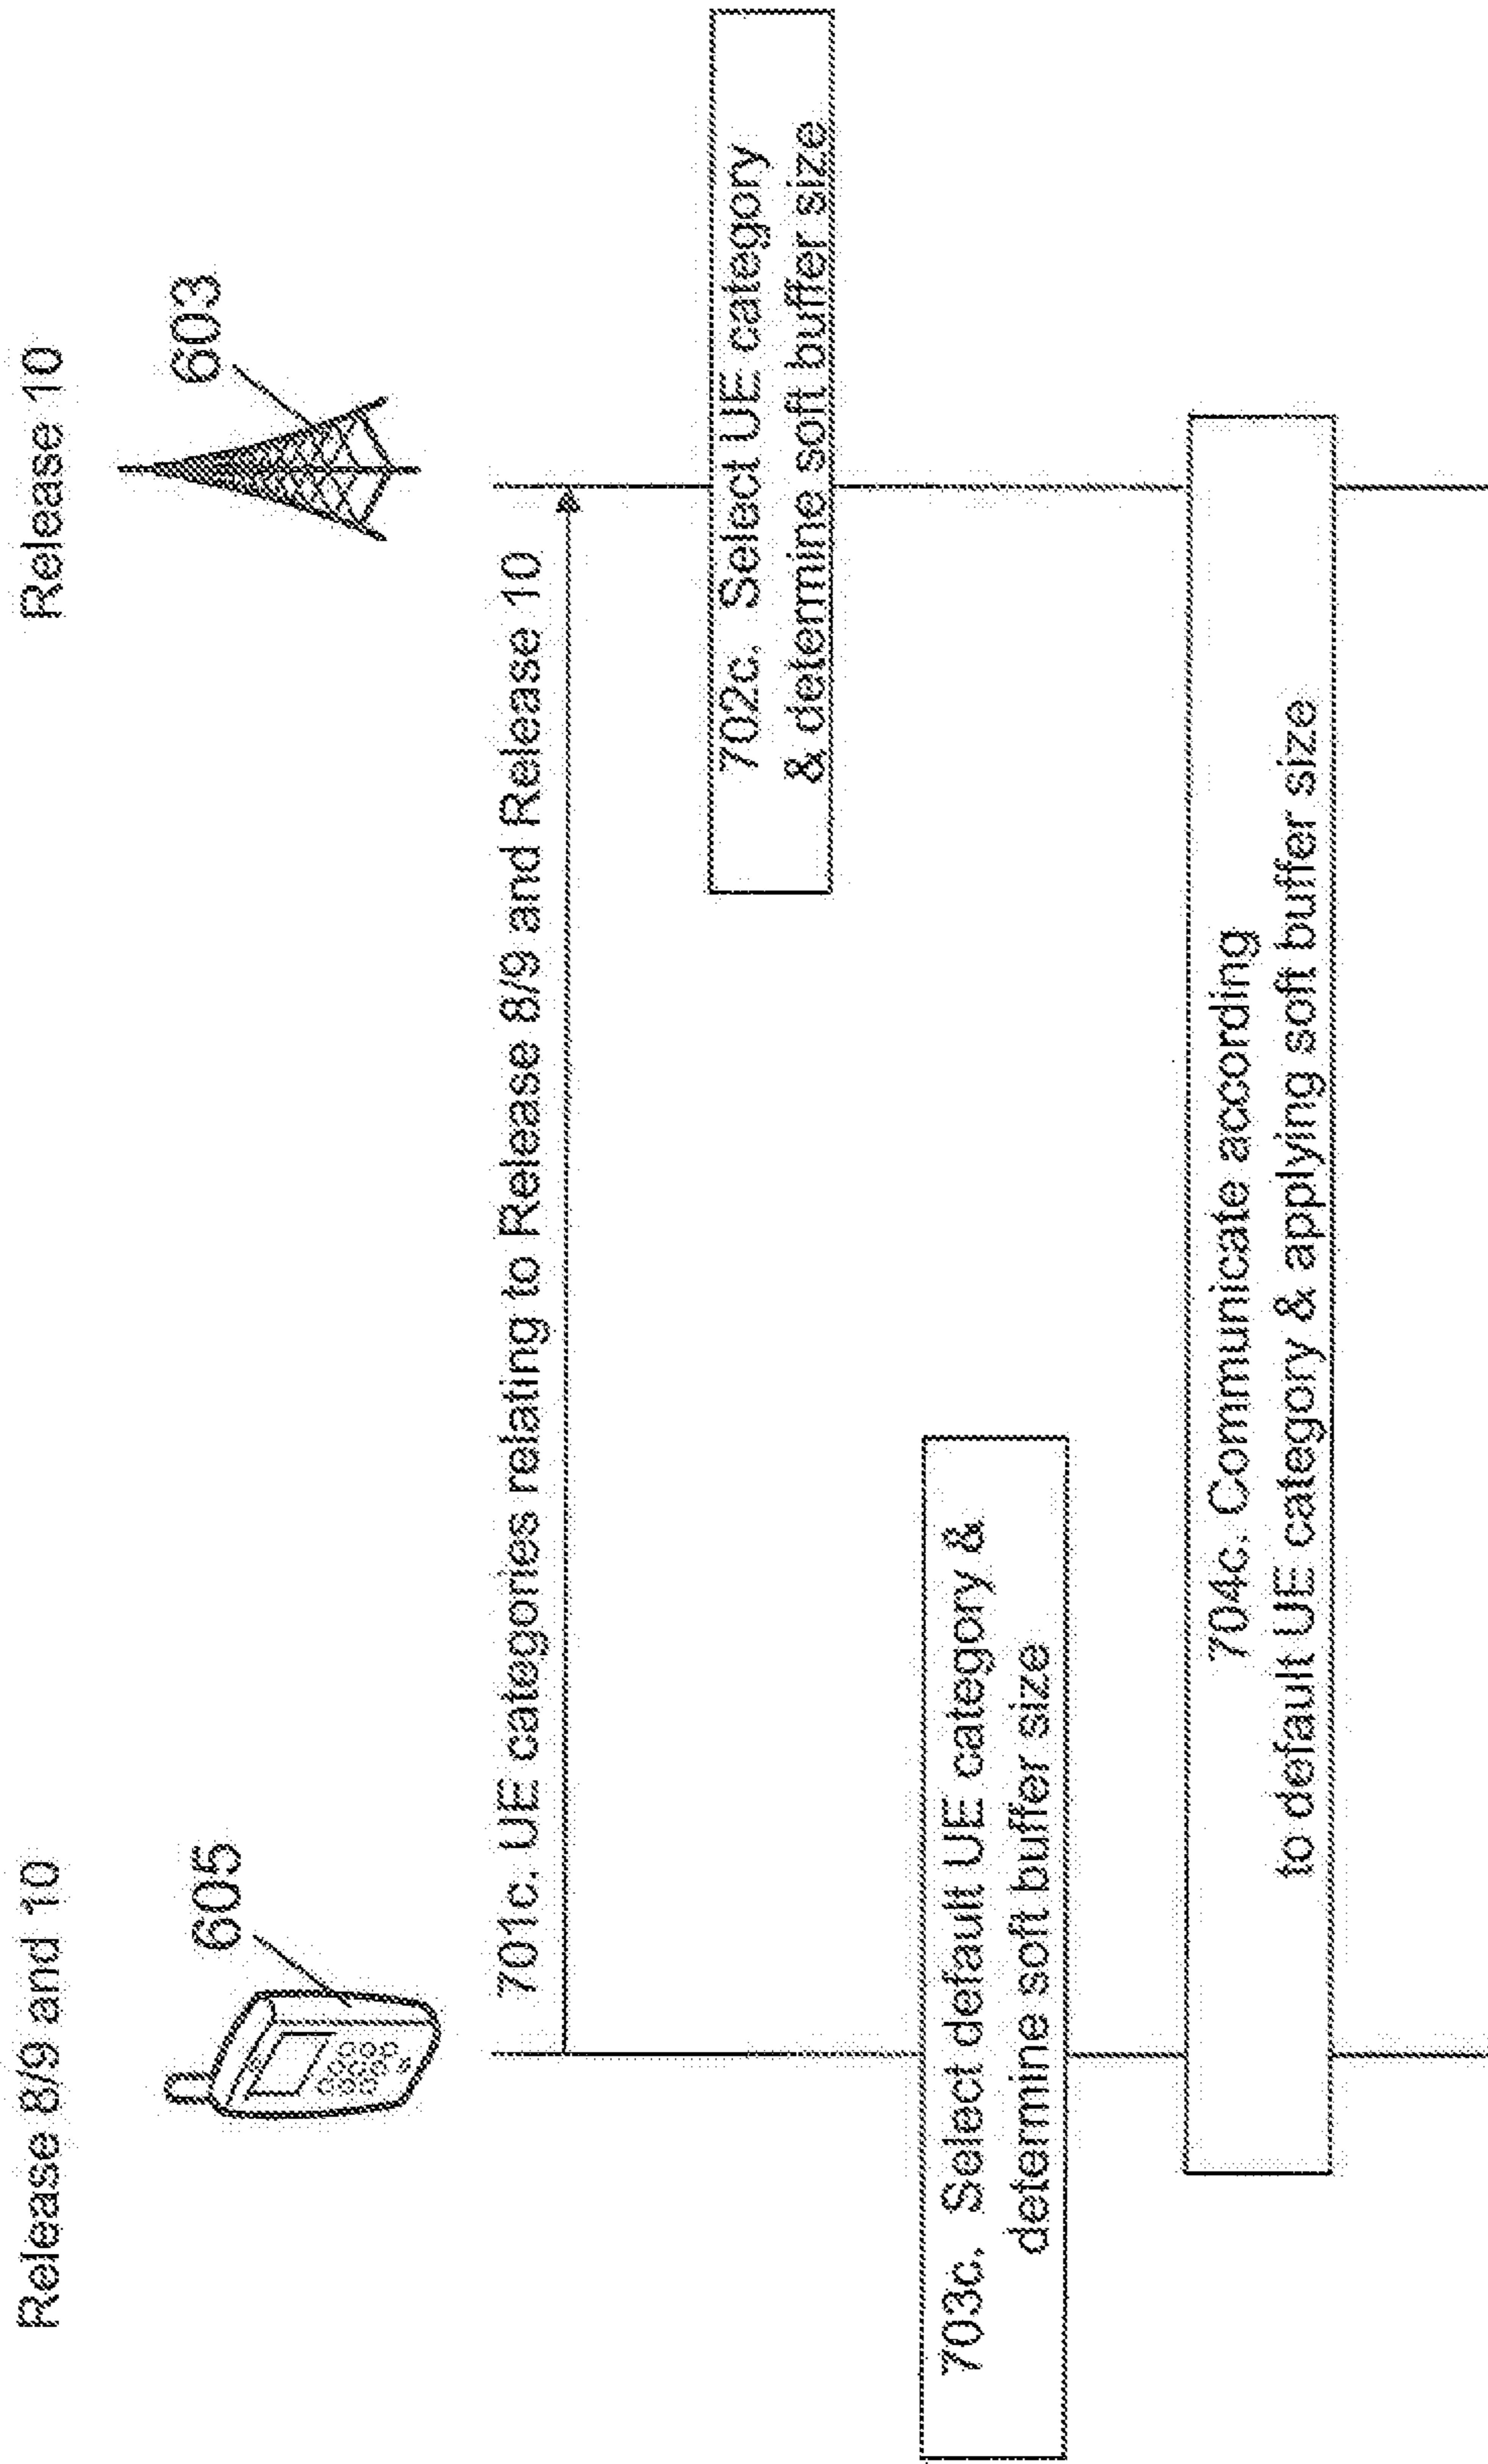 Release 8/9 and 10
Release 10
605
603
701c. UE categories relating to Release 8/9 and Release 10
702c. Select UE category
& determine soft buffer size
703c. Select default UE category &
determine soft buffer size
704c. Communicate according
to default UE category & applying soft buffer size